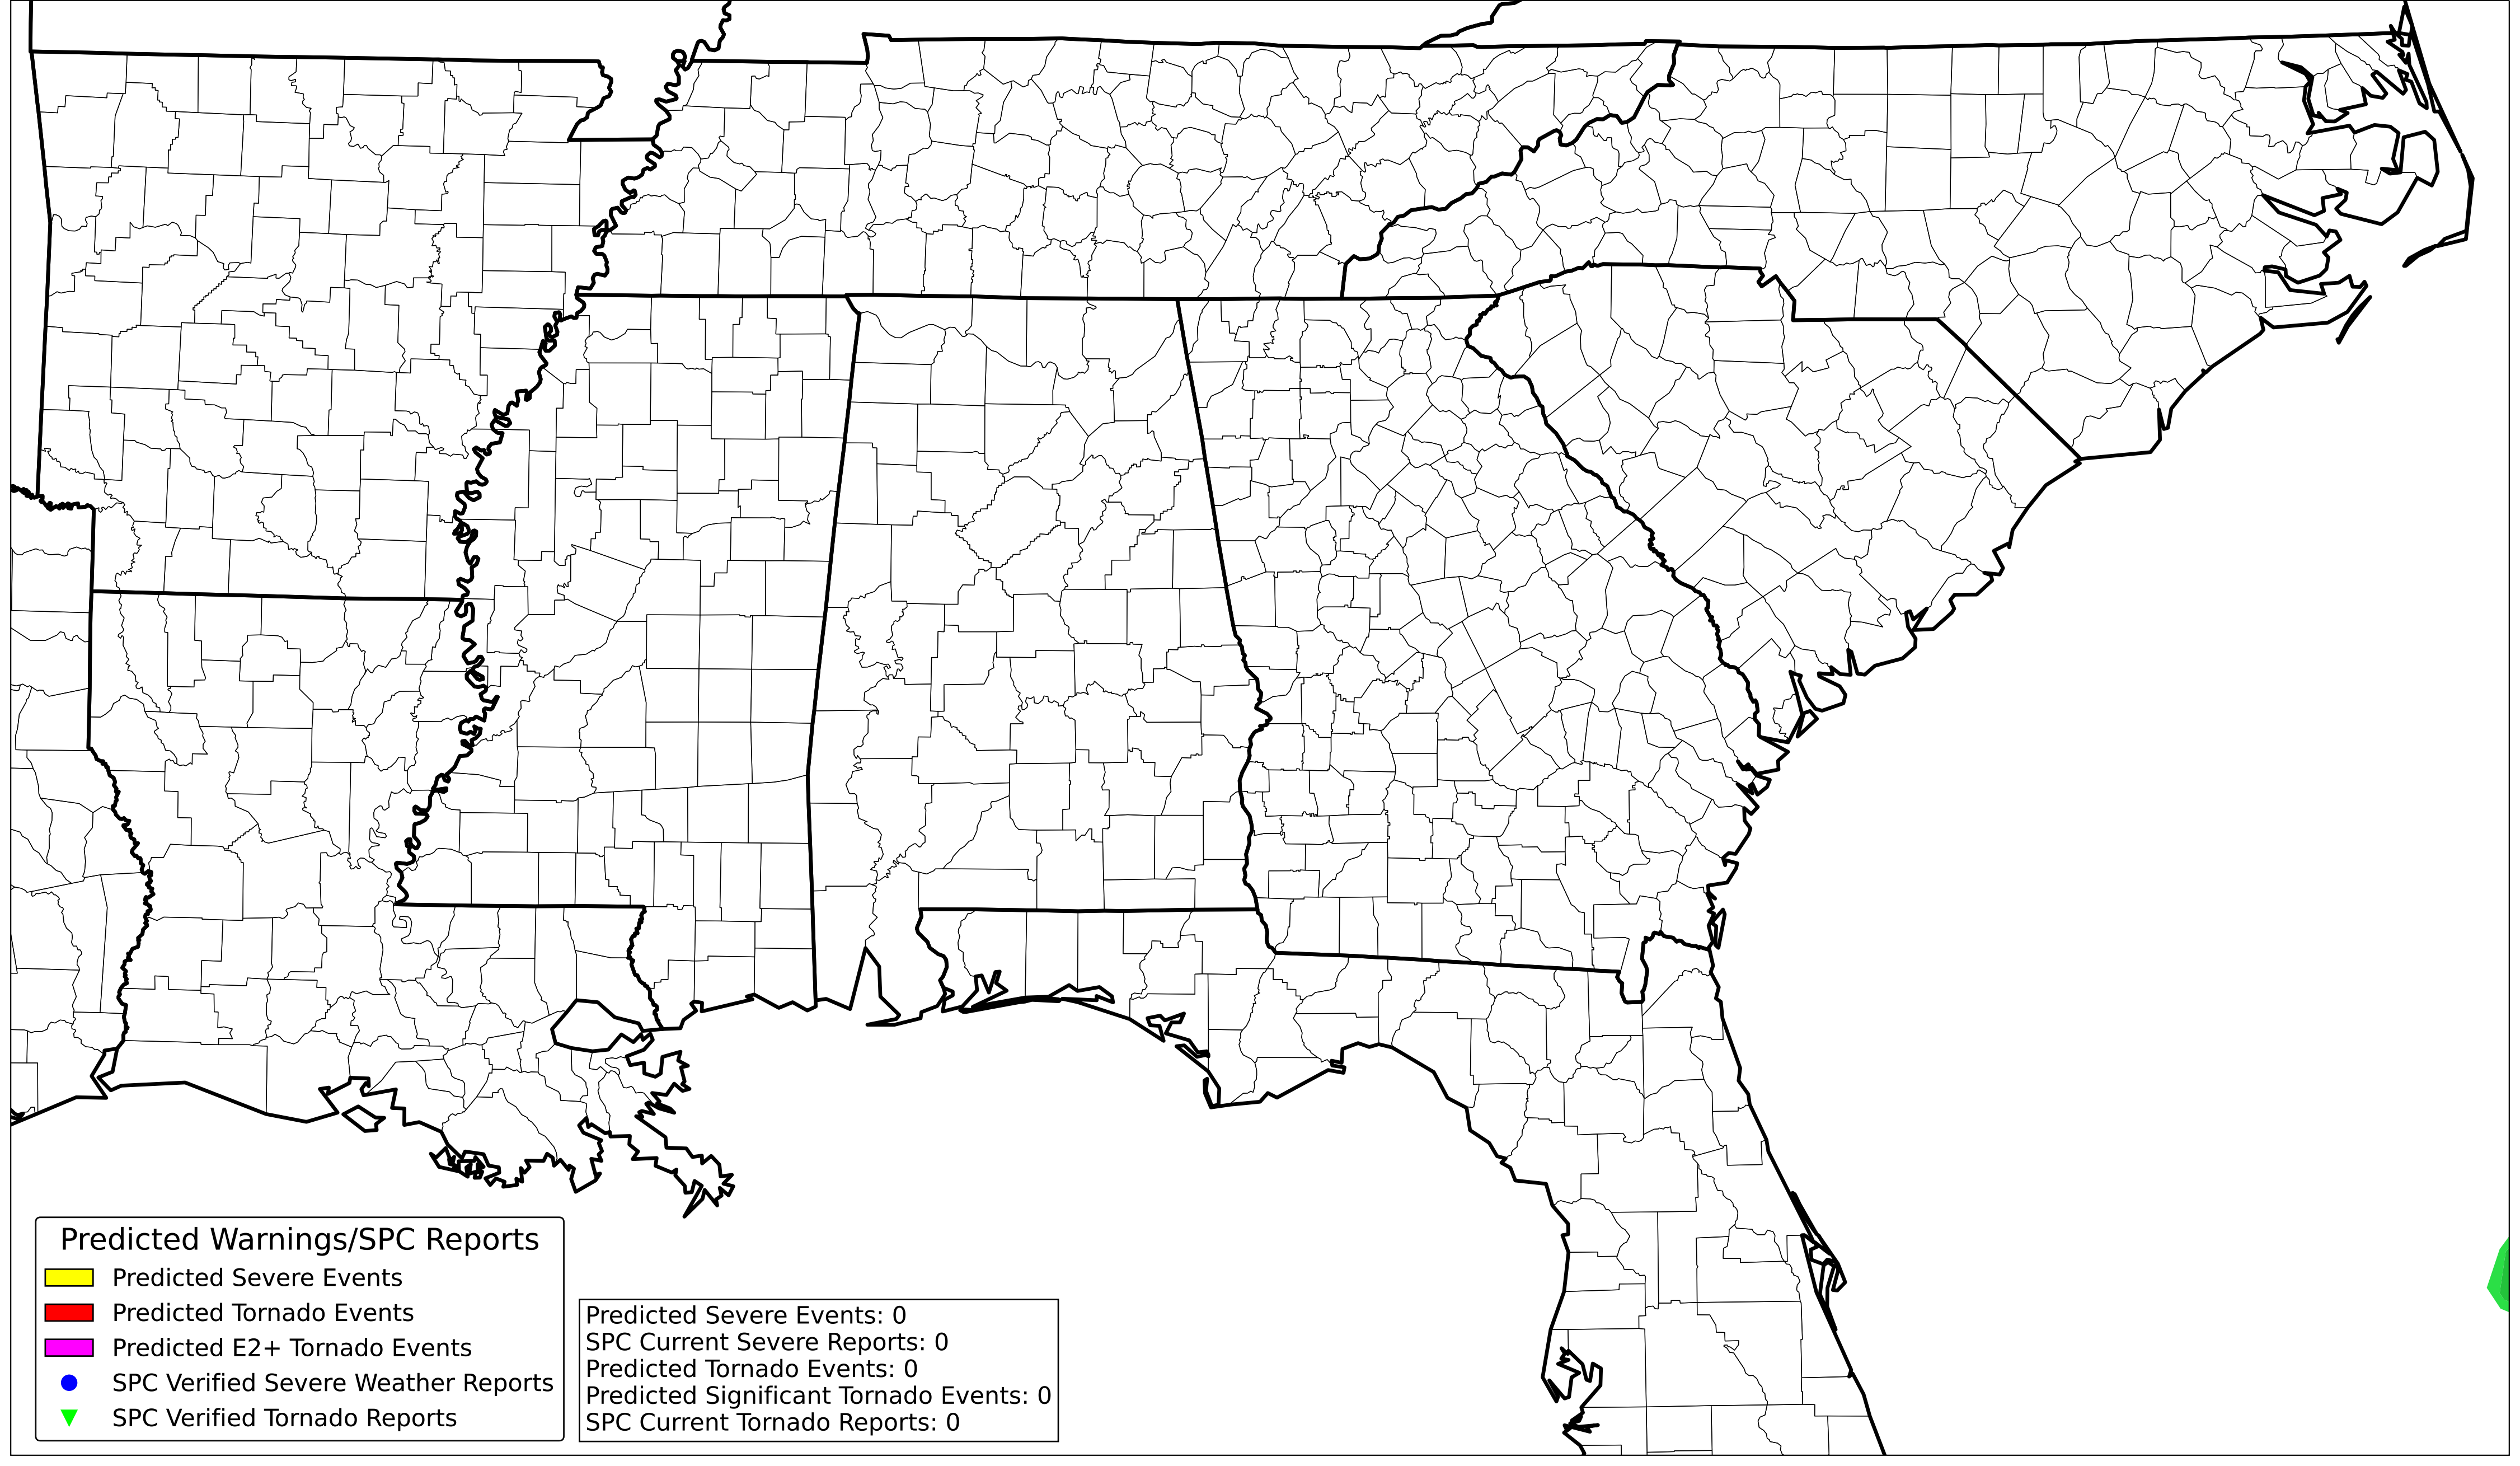 Predicted Warnings/SPC Reports
Predicted Severe Events
Predicted Tornado Events
Predicted E2+ Tornado Events
SPC Verified Severe Weather Reports
SPC Verified Tornado Reports
Predicted Severe Events: 0
SPC Current Severe Reports: 0
Predicted Tornado Events: 0
Predicted Significant Tornado Events: 0
SPC Current Tornado Reports: 0